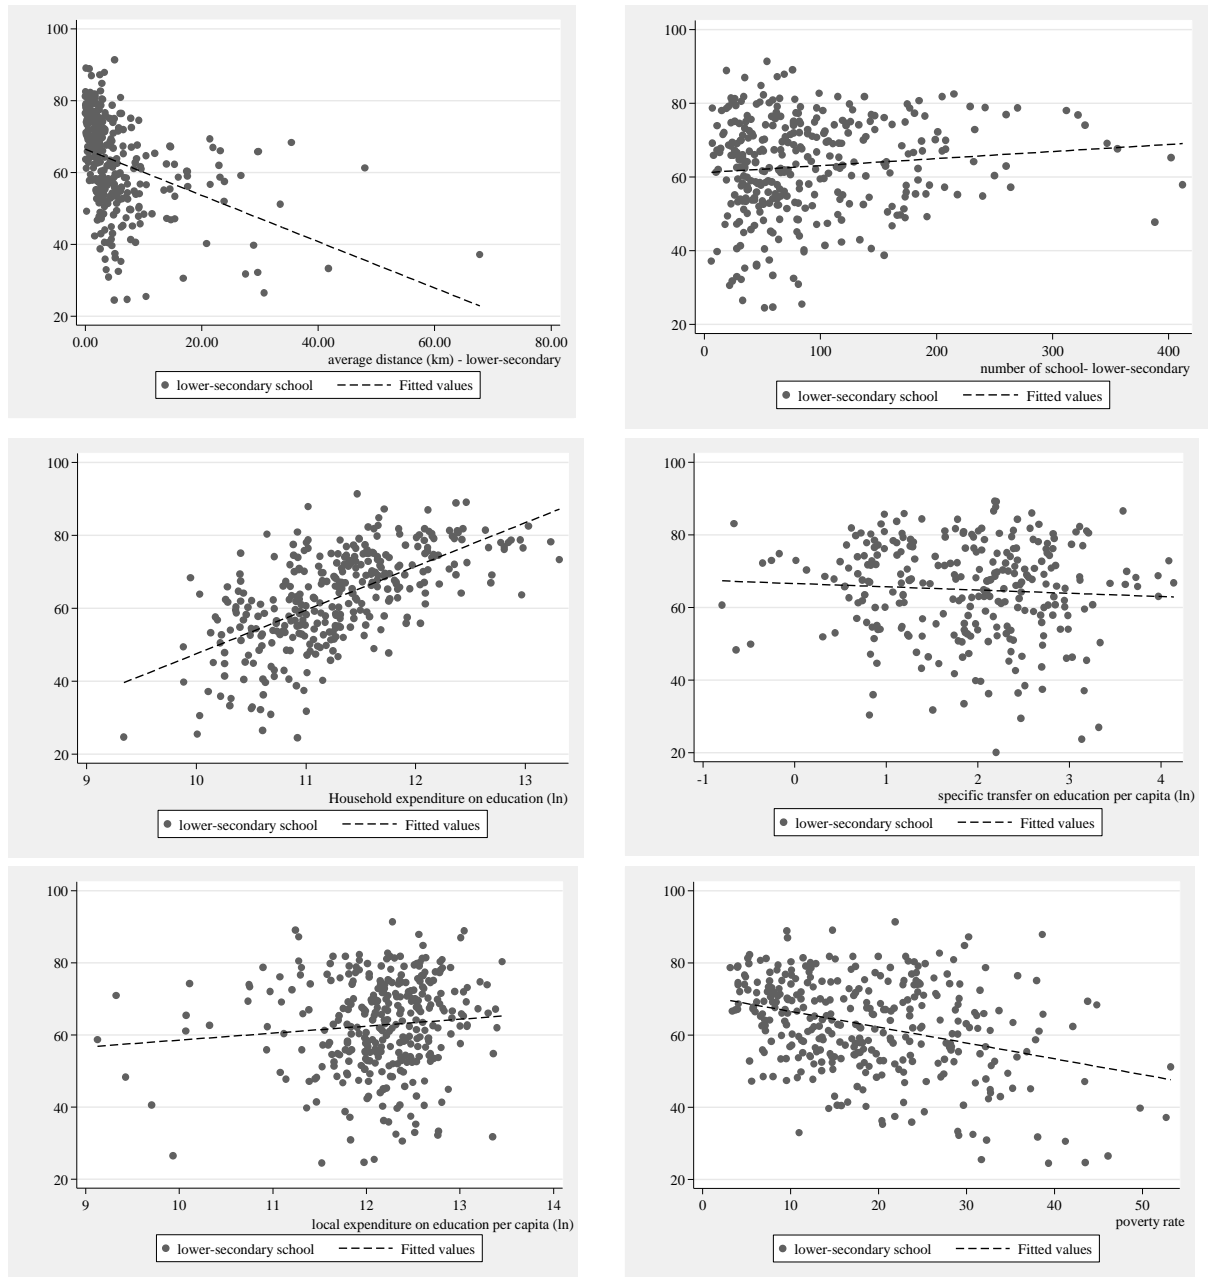 100
80
60
40
20
0.00 20.00 40.00 60.00 80.00
average distance (km) - lower-secondary
lower-secondary school Fitted values
100
80
60
40
20
0 100 200 300 400
number of school- lower-secondary
lower-secondary school Fitted values
100
80
60
40
20
9 10 11 12 13
Household expenditure on education (ln)
lower-secondary school Fitted values
100
80
60
40
20
-1 0 1 2 3 4
specific transfer on education per capita (ln)
lower-secondary school Fitted values
100
80
60
40
20
9 10 11 12 13 14
local expenditure on education per capita (ln)
lower-secondary school Fitted values
100
80
60
40
20
0 10 20 30 40 50
poverty rate
lower-secondary school Fitted values